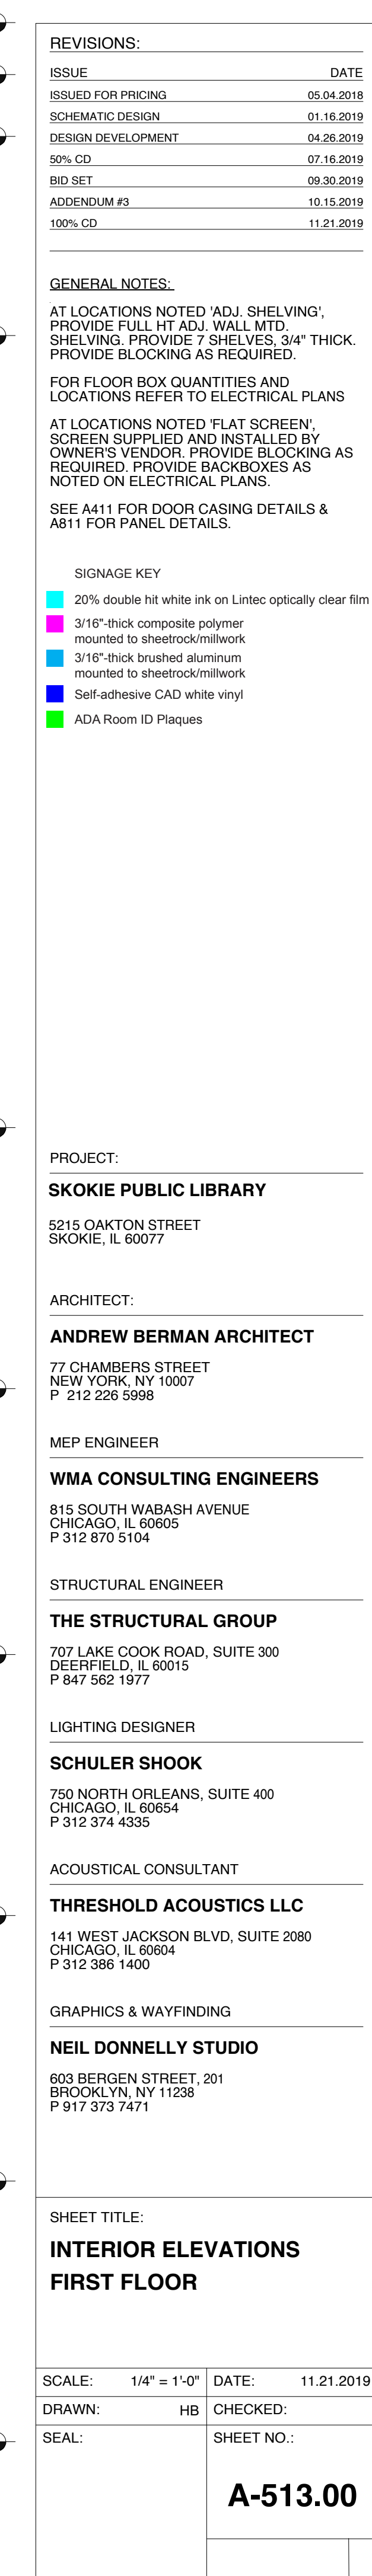 REVISIONS:
ISSUE DATE
ISSUED FOR PRICING 05.04.2018
SCHEMATIC DESIGN 01.16.2019
DESIGN DEVELOPMENT 04.26.2019
50% CD 07.16.2019
BID SET 09.30.2019
ADDENDUM #3 10.15.2019
100% CD 11.21.2019
GENERAL NOTES:
AT LOCATIONS NOTED 'ADJ. SHELVING',
PROVIDE FULL HT ADJ. WALL MTD.
SHELVING. PROVIDE 7 SHELVES, 3/4" THICK.
PROVIDE BLOCKING AS REQUIRED.
FOR FLOOR BOX QUANTITIES AND
LOCATIONS REFER TO ELECTRICAL PLANS
AT LOCATIONS NOTED 'FLAT SCREEN',
SCREEN SUPPLIED AND INSTALLED BY
OWNER'S VENDOR. PROVIDE BLOCKING AS
REQUIRED. PROVIDE BACKBOXES AS
NOTED ON ELECTRICAL PLANS.
SEE A411 FOR DOOR CASING DETAILS &
A811 FOR PANEL DETAILS.
SIGNAGE KEY
20% double hit white ink on Lintec optically clear film
3/16"-thick composite polymer
mounted to sheetrock/millwork
3/16"-thick brushed aluminum
mounted to sheetrock/millwork
Self-adhesive CAD white vinyl
ADA Room ID Plaques
PROJECT:
SKOKIE PUBLIC LIBRARY
5215 OAKTON STREET
SKOKIE, IL 60077
ARCHITECT:
ANDREW BERMAN ARCHITECT
77 CHAMBERS STREET
NEW YORK, NY 10007
P 212 226 5998
MEP ENGINEER
WMA CONSULTING ENGINEERS
815 SOUTH WABASH AVENUE
CHICAGO, IL 60605
P 312 870 5104
STRUCTURAL ENGINEER
THE STRUCTURAL GROUP
707 LAKE COOK ROAD, SUITE 300
DEERFIELD, IL 60015
P 847 562 1977
LIGHTING DESIGNER
SCHULER SHOOK
750 NORTH ORLEANS, SUITE 400
CHICAGO, IL 60654
P 312 374 4335
ACOUSTICAL CONSULTANT
THRESHOLD ACOUSTICS LLC
141 WEST JACKSON BLVD, SUITE 2080
CHICAGO, IL 60604
P 312 386 1400
GRAPHICS & WAYFINDING
NEIL DONNELLY STUDIO
603 BERGEN STREET, 201
BROOKLYN, NY 11238
P 917 373 7471
SHEET TITLE:
INTERIOR ELEVATIONS
FIRST FLOOR
SCALE: 1/4" = 1'-0" DATE: 11.21.2019
DRAWN: HB CHECKED:
SEAL: SHEET NO.:
A-513.00